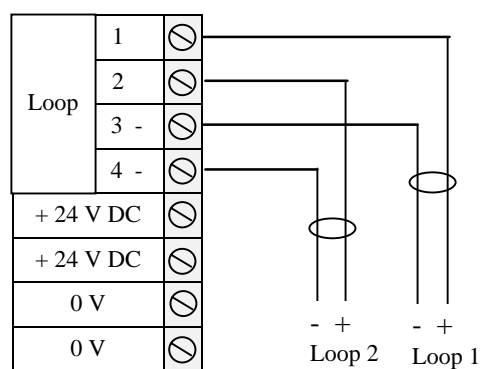 1
2
Loop
3 -
4 -
+ 24 V DC
+ 24 V DC
0 V
0 V
- +
Loop 2
- +
Loop 1